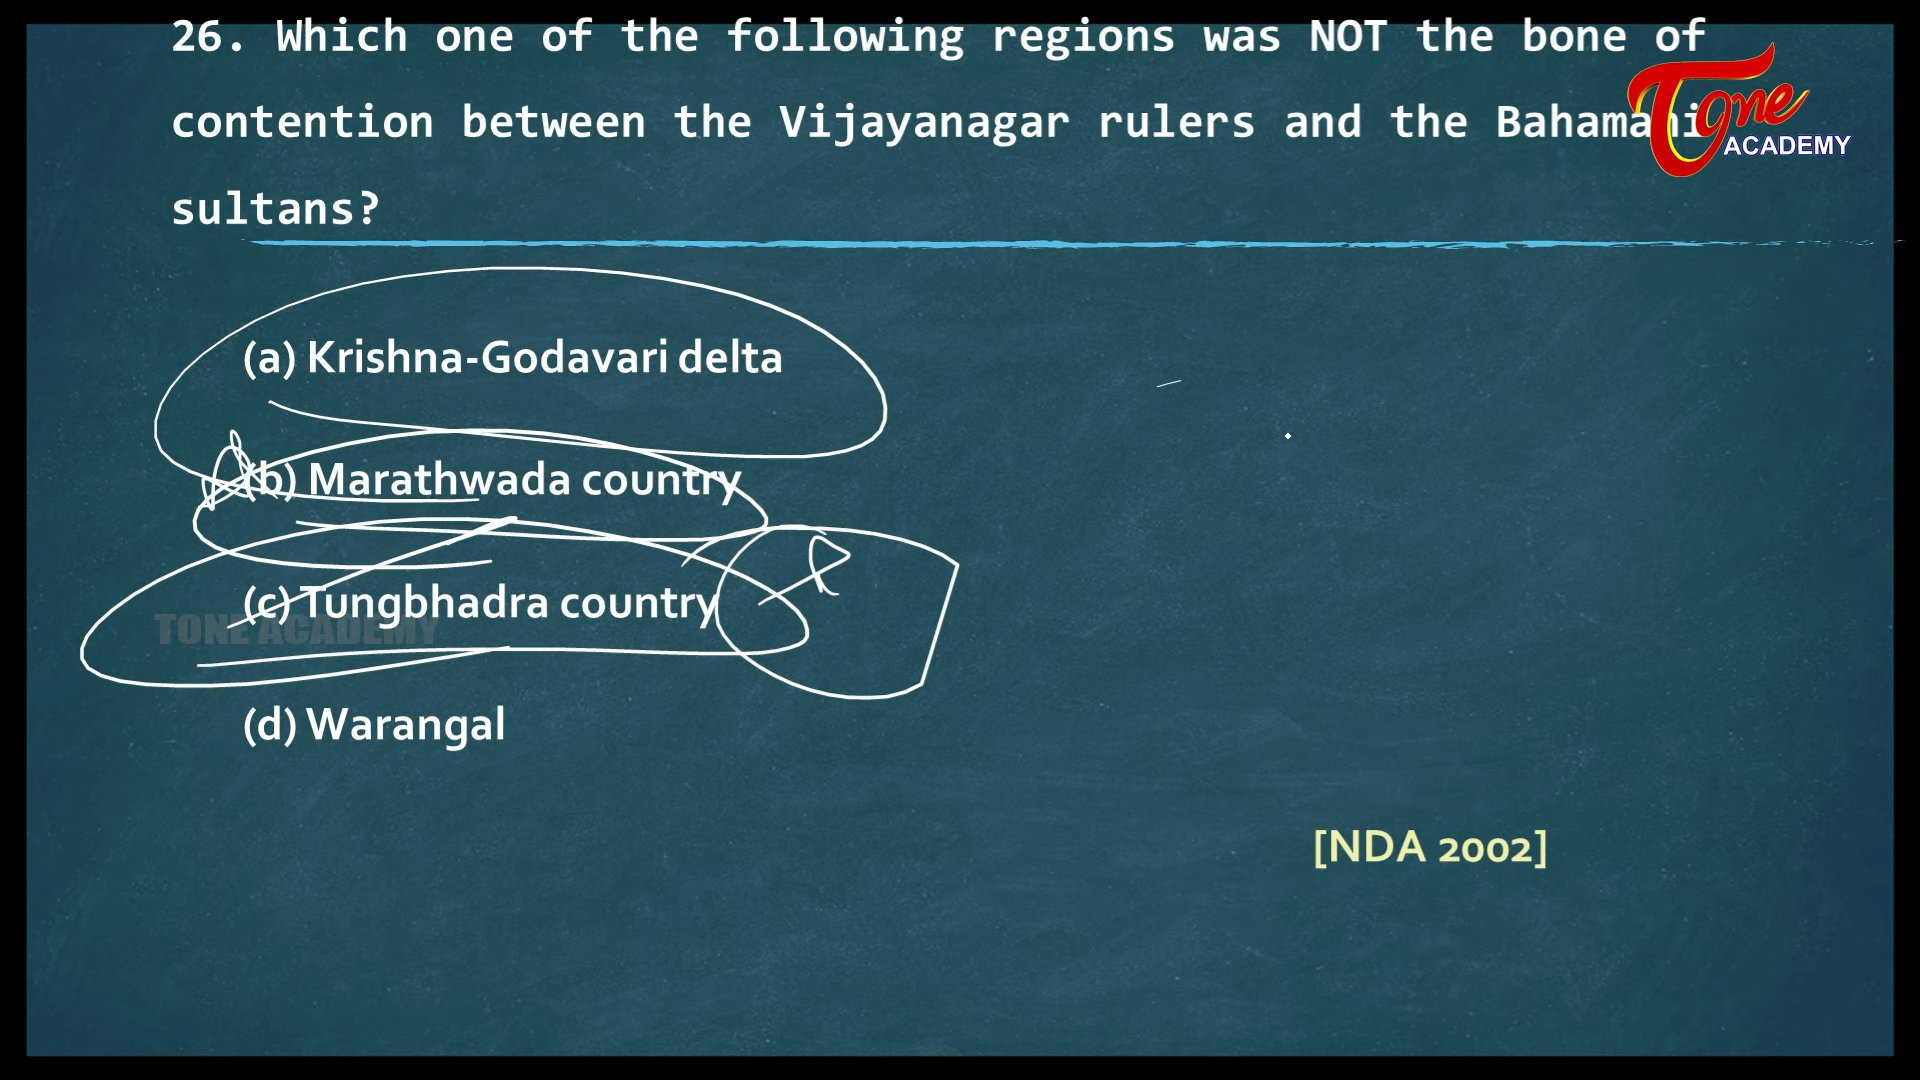 26. Which one of the following regions was NOT the bone of
contention between the Vijayanagar rulers and the Bahamani
sultans?
Tone
ACADEMY
(a) Krishna-Godavari delta
(b) Marathwada country
(c) Tungbhadra country
TONE ACADEMY
(d) Warangal
[NDA 2002]